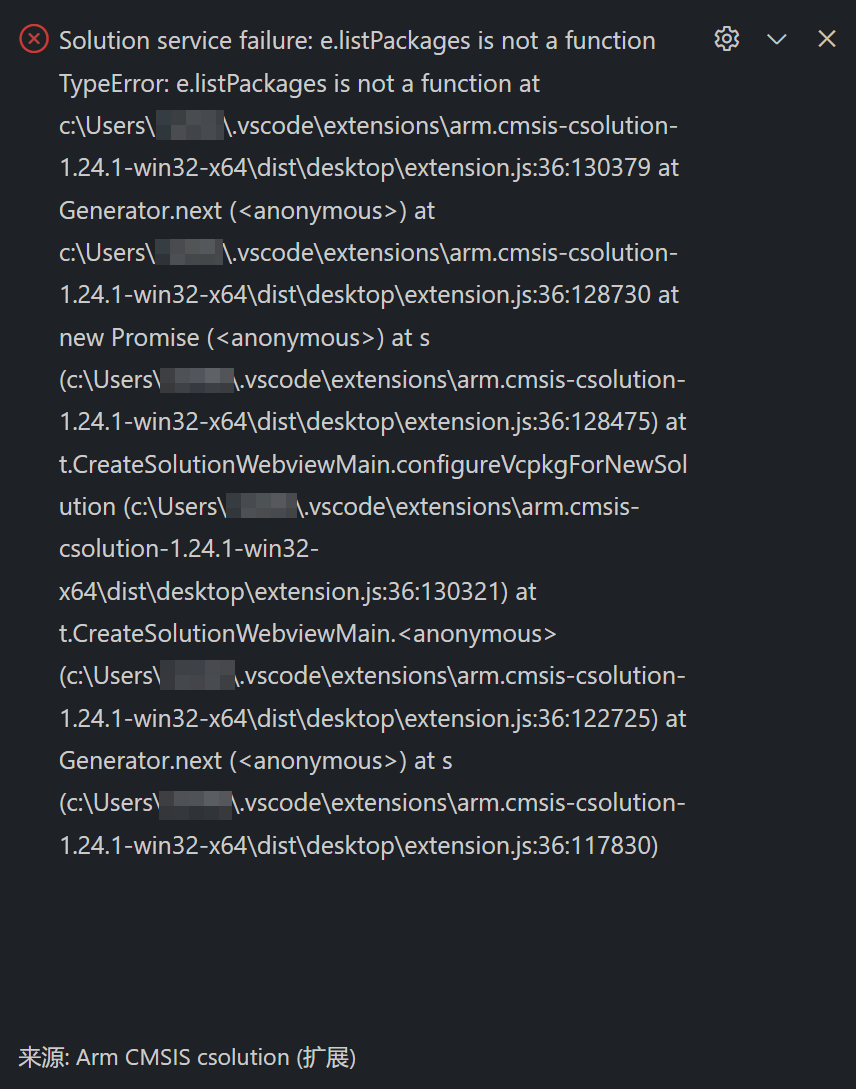 Solution service failure: e.listPackages is not a function
TypeError: e.listPackages is not a function at
c:\Users\ \.vscode\extensions\arm.cmsis-csolution-
1.24.1-win32-x64\dist\desktop\extension.js:36:130379 at
Generator.next (<anonymous>) at
c:\Users\ \.vscode\extensions\arm.cmsis-csolution-
1.24.1-win32-x64\dist\desktop\extension.js:36:128730 at
new Promise (<anonymous>) at s
(c:\Users\ \.vscode\extensions\arm.cmsis-csolution-
1.24.1-win32-x64\dist\desktop\extension.js:36:128475) at
t.CreateSolutionWebviewMain.configureVcpkgForNewSol
ution (c:\Users\ \.vscode\extensions\arm.cmsis-
csolution-1.24.1-win32-
x64\dist\desktop\extension.js:36:130321) at
t.CreateSolutionWebviewMain.<anonymous>
(c:\Users\ \.vscode\extensions\arm.cmsis-csolution-
1.24.1-win32-x64\dist\desktop\extension.js:36:122725) at
Generator.next (<anonymous>) at s
(c:\Users\ \.vscode\extensions\arm.cmsis-csolution-
1.24.1-win32-x64\dist\desktop\extension.js:36:117830)
来源: Arm CMSIS csolution (扩展)